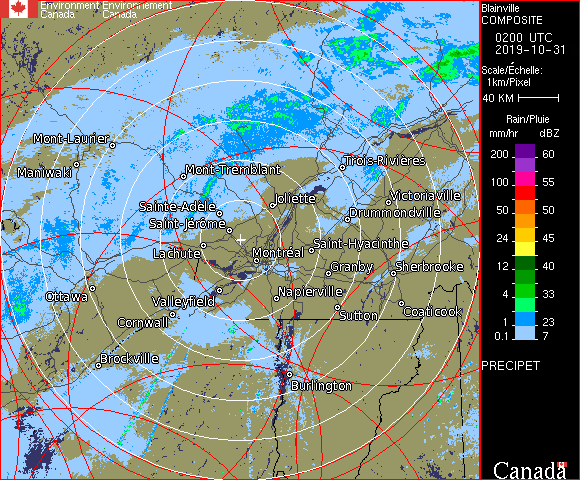 Environment Environnement
Canada Canada
Blainville
COMPOSITE
0200 UTC
2019-10-31
Scale/Échelle:
1km/Pixel
40 KM
Rain/Pluie
mm/hr dBZ
200 60
150 57
100 55
50 50
24 45
12 40
4 33
1 23
0.1 7
PRECIPET
Mont-Laurier
Maniwaki
Mont-Tremblant
Trois-Rivières
Sainte-Adele
Joliette
Victoriaville
Drummondville
Saint-Jérôme
Lachute
Montréal
Saint-Hyacinthe
Granby
Sherbrooke
Ottawa
Valleyfield
Napierville
Cornwall
Sutton
Coaticook
Brockville
Burlington
Canada